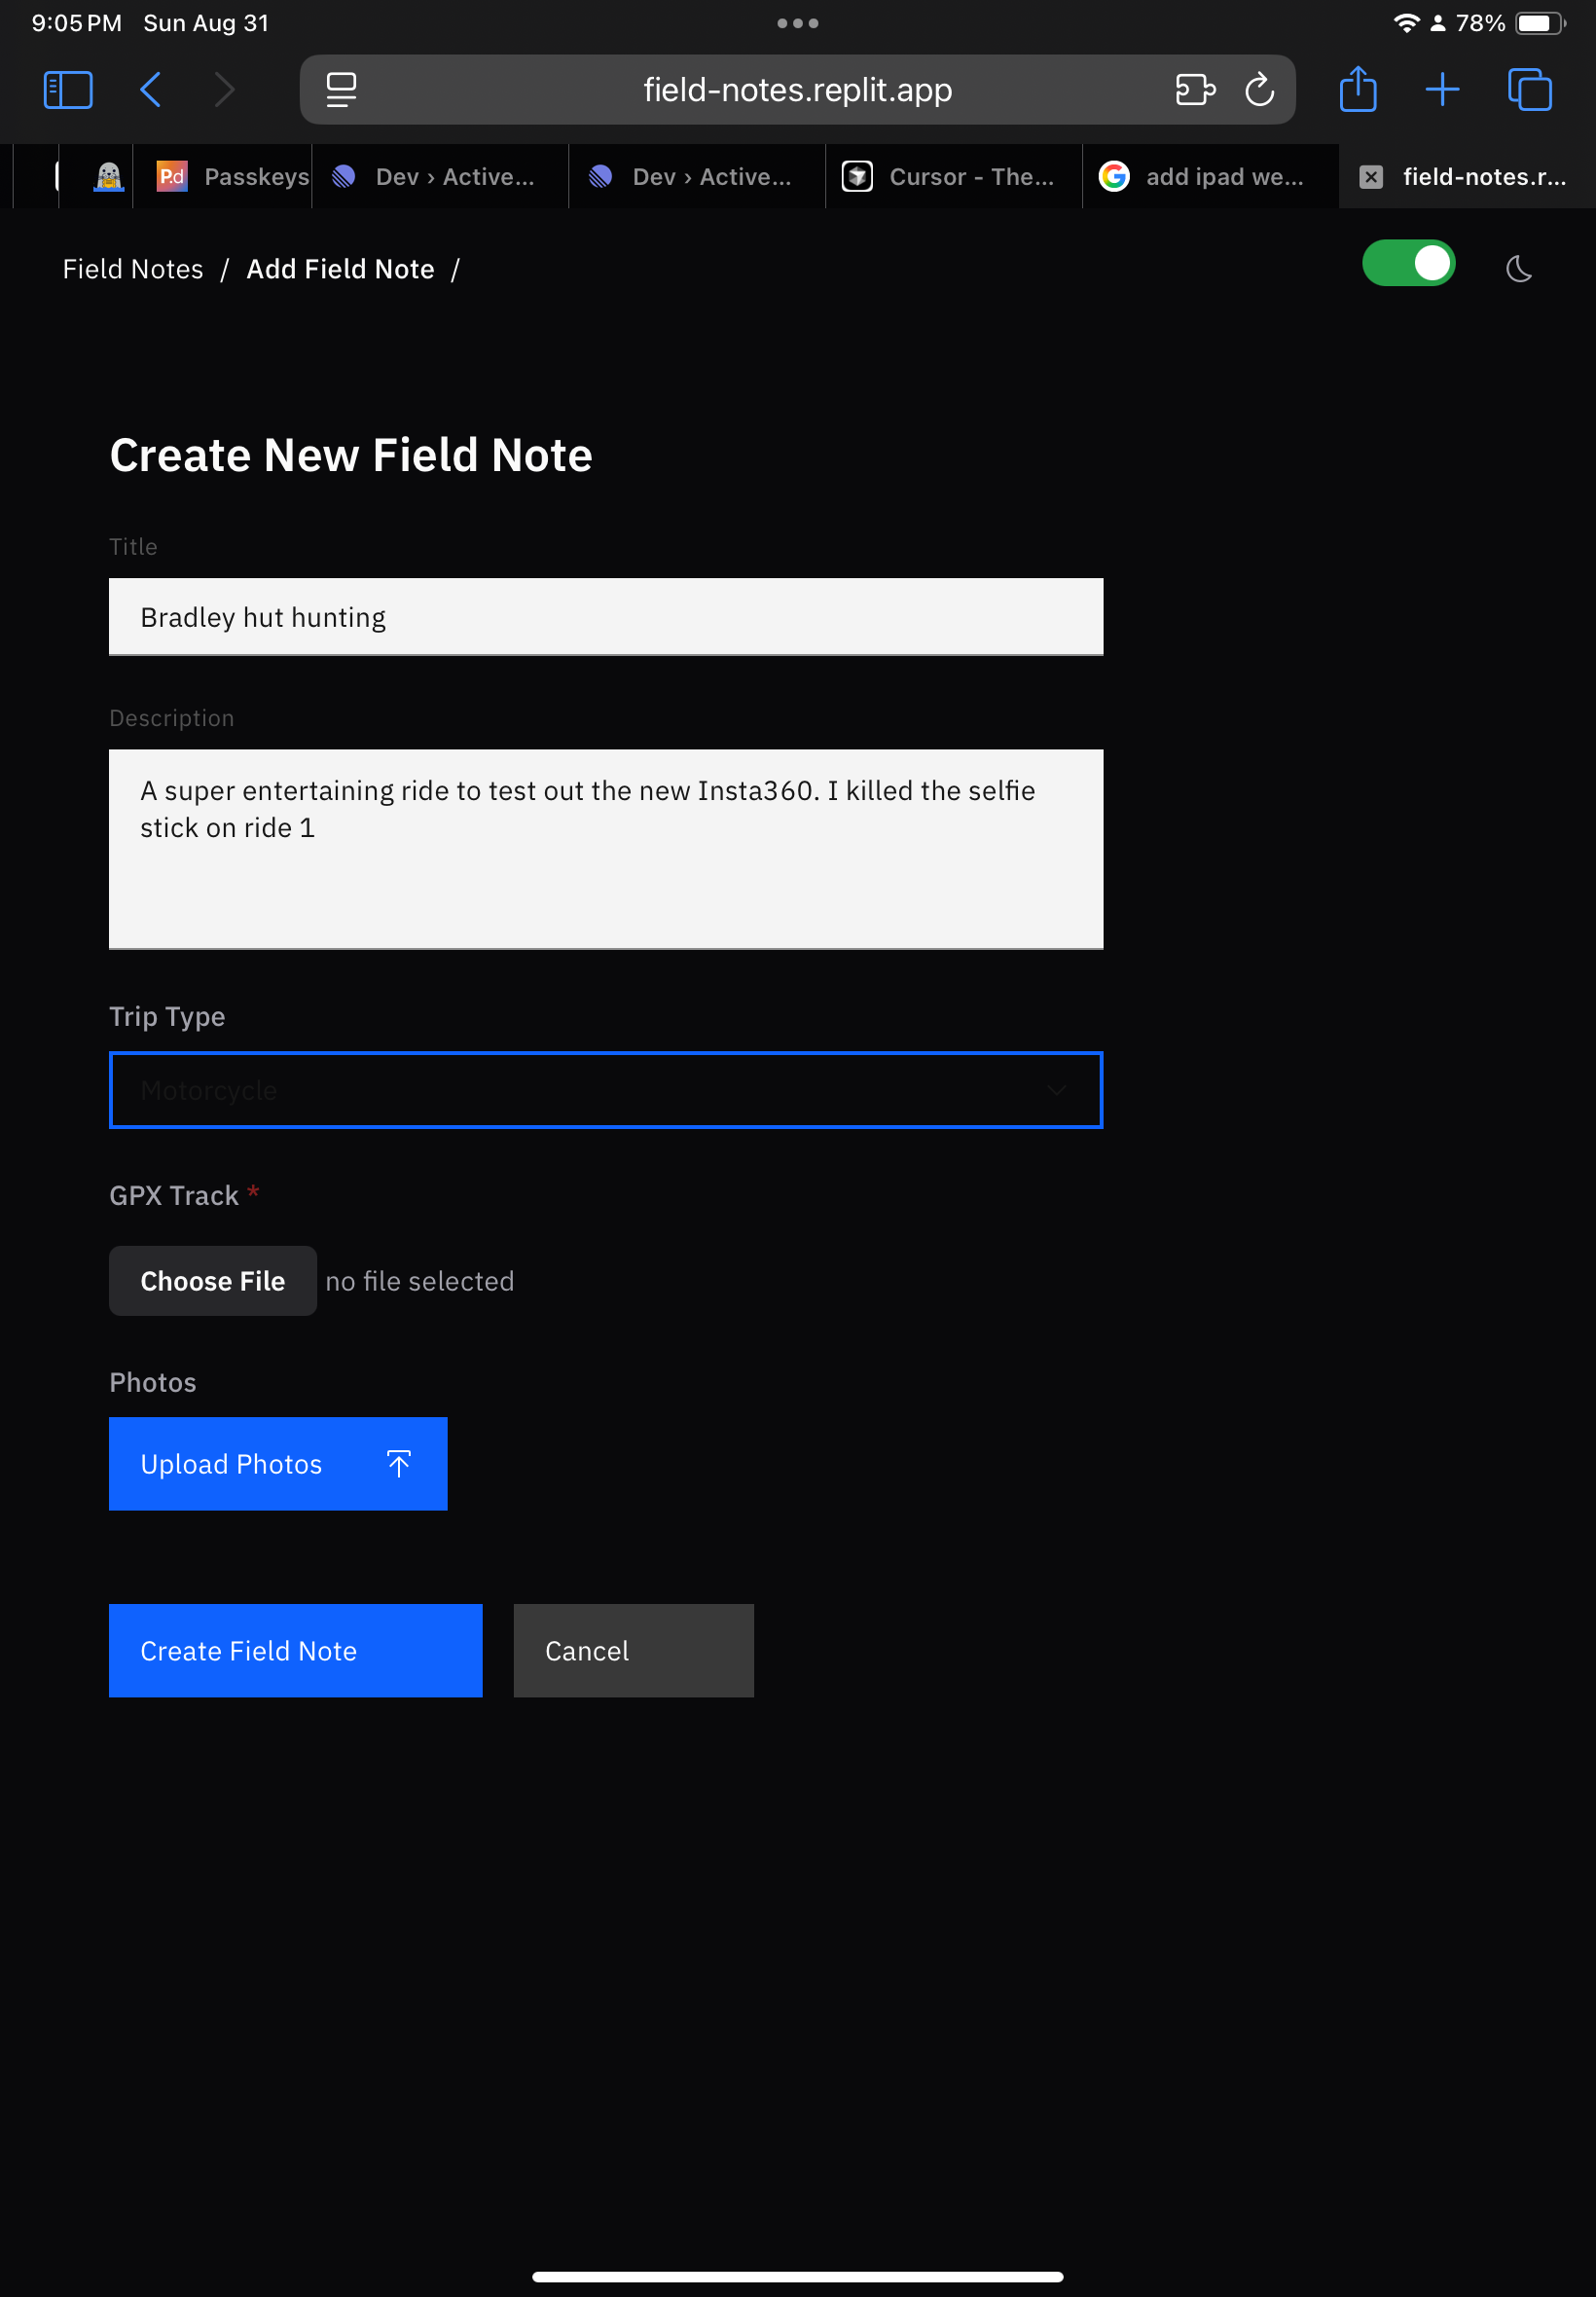 9:05 PM Sun Aug 31
78%
field-notes.replit.app
P.d Passkeys
Dev › Active...
Dev › Active...
Cursor - The...
add ipad we...
field-notes.r...
Field Notes / Add Field Note /
Create New Field Note
Title
Bradley hut hunting
Description
A super entertaining ride to test out the new Insta360. I killed the selfie
stick on ride 1
Trip Type
Motorcycle
GPX Track *
Choose File no file selected
Photos
Upload Photos
Create Field Note
Cancel